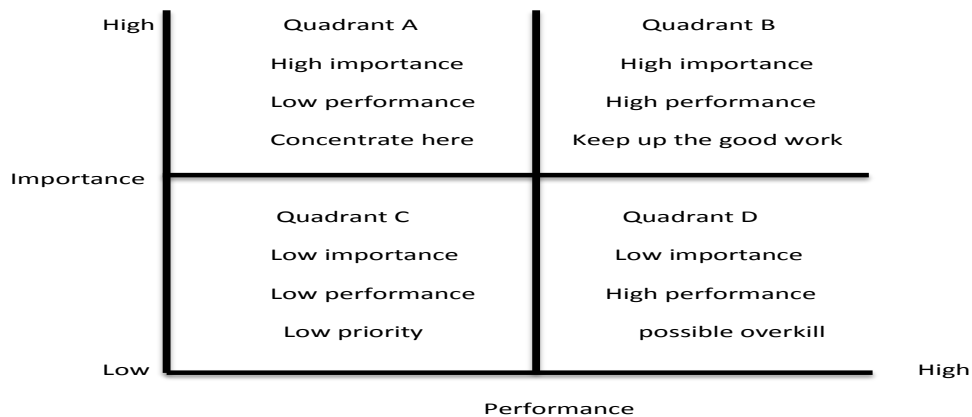 High
Quadrant A
High importance
Low performance
Concentrate here
Quadrant B
High importance
High performance
Keep up the good work
Importance
Quadrant C
Low importance
Low performance
Low priority
Quadrant D
Low importance
High performance
possible overkill
Low
High
Performance